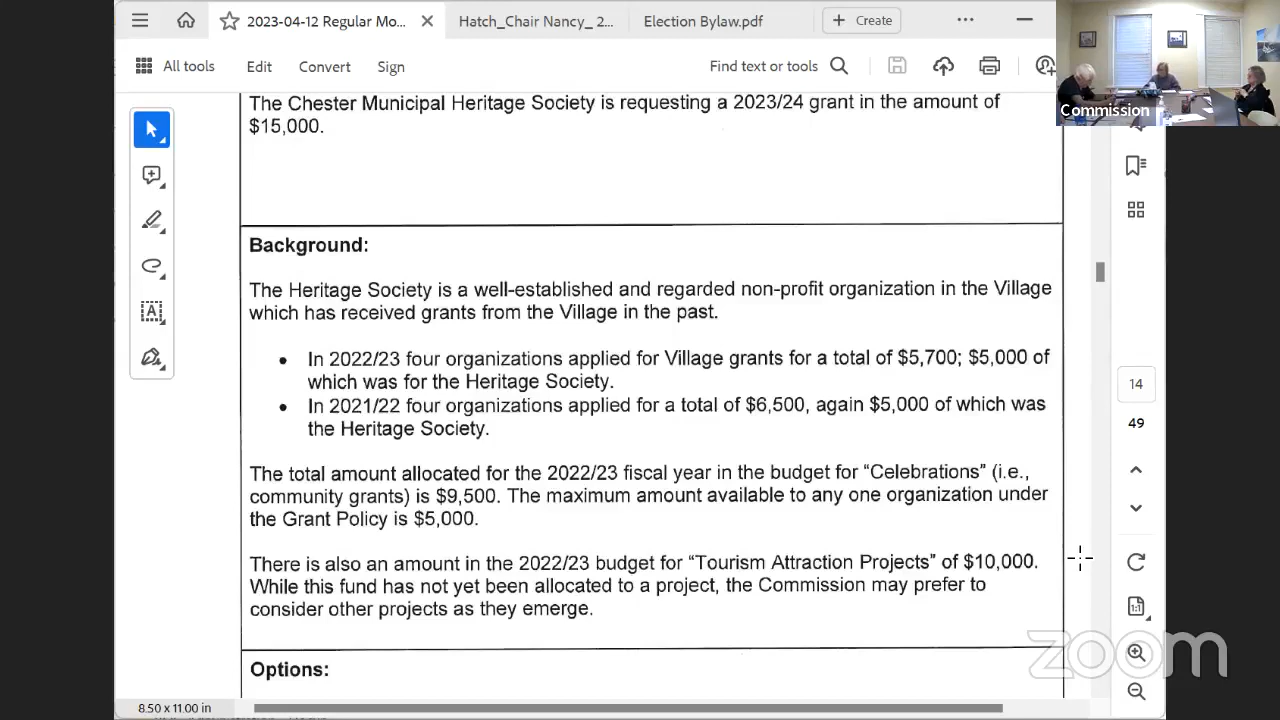 2023-04-12 Regular Mo...
Hatch_Chair Nancy_ 2...
Election Bylaw.pdf
+ Create
All tools
Edit
Convert
Sign
Find text or tools
Commission
The Chester Municipal Heritage Society is requesting a 2023/24 grant in the amount of
$15,000.
Background:
The Heritage Society is a well-established and regarded non-profit organization in the Village
which has received grants from the Village in the past.
• In 2022/23 four organizations applied for Village grants for a total of $5,700; $5,000 of
which was for the Heritage Society.
• In 2021/22 four organizations applied for a total of $6,500, again $5,000 of which was
the Heritage Society.
The total amount allocated for the 2022/23 fiscal year in the budget for “Celebrations” (i.e.,
community grants) is $9,500. The maximum amount available to any one organization under
the Grant Policy is $5,000.
There is also an amount in the 2022/23 budget for “Tourism Attraction Projects” of $10,000.
While this fund has not yet been allocated to a project, the Commission may prefer to
consider other projects as they emerge.
Options:
14
49
1:1
zoom
8.50 x 11.00 in